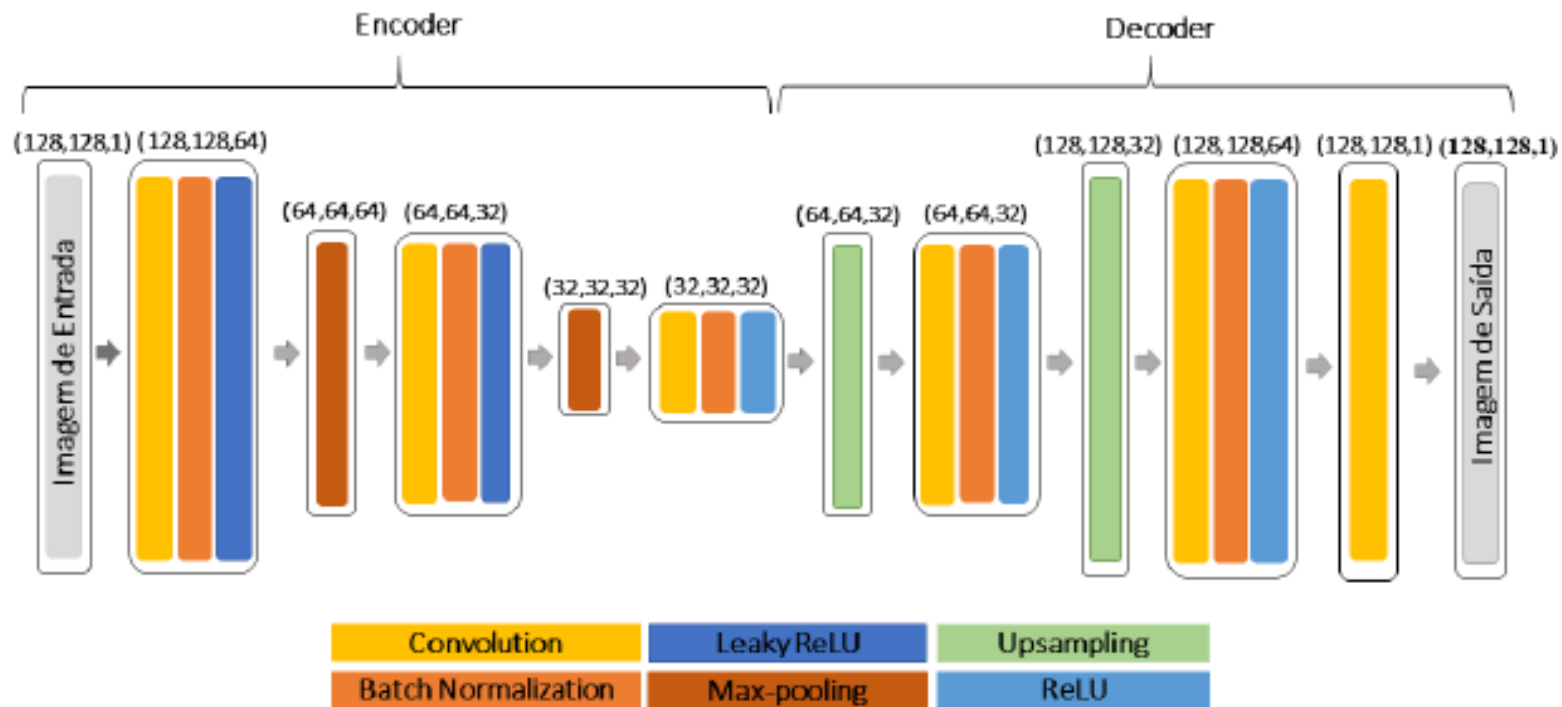 Encoder
Decoder
(128,128,1) (128,128,64)
(64,64,64) (64,64,32)
(32,32,32) (32,32,32)
(64,64,32) (64,64,32)
(128,128,32) (128,128,64) (128,128,1) (128,128,1)
Imagem de Entrada
Imagem de Saída
Convolution
Leaky ReLU
Upsampling
Batch Normalization
Max-pooling
ReLU